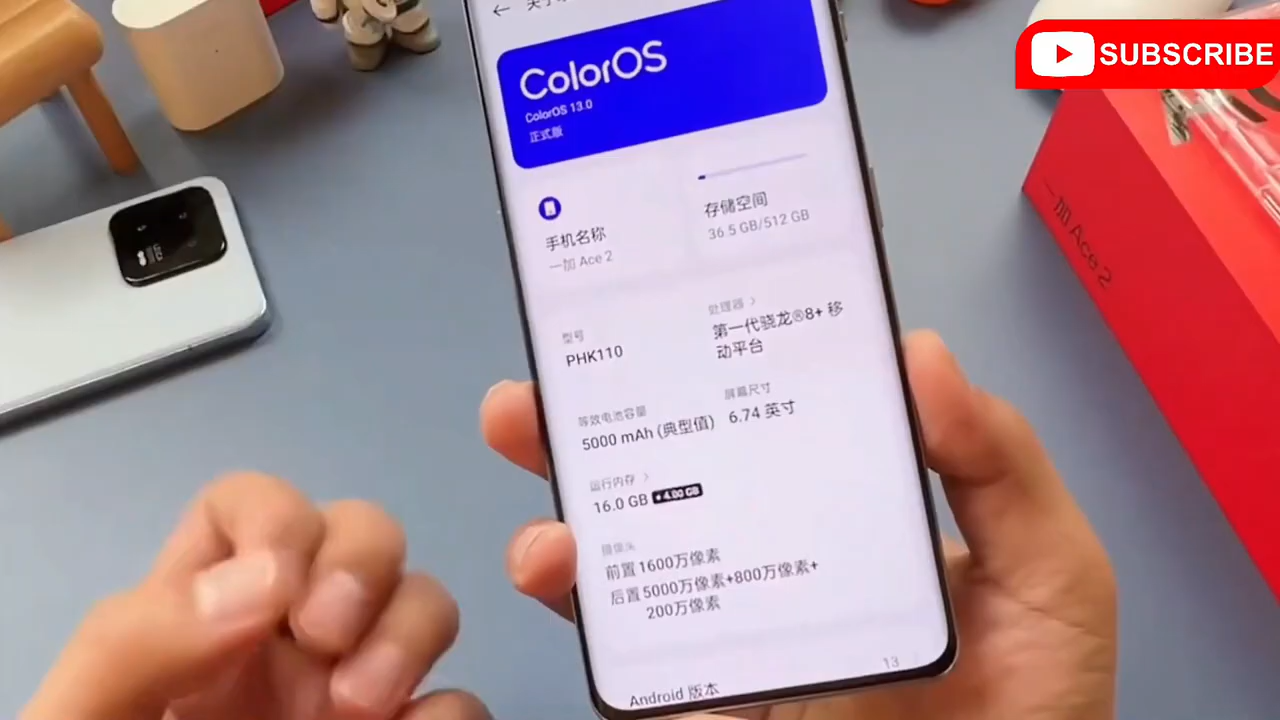 SUBSCRIBE
ColorOS
ColorOS 13.0
正式版
手机名称
一加 Ace 2
存储空间
36.5 GB/512 GB
型号
PHK110
处理器
第一代骁龙®8+ 移
动平台
等效电池容量
5000 mAh (典型值)
屏幕尺寸
6.74 英寸
运行内存
16.0 GB + 4.00 GB
摄像头
前置 1600万像素
后置 5000万像素+800万像素+
200万像素
Android 版本
13
一加 Ace 2